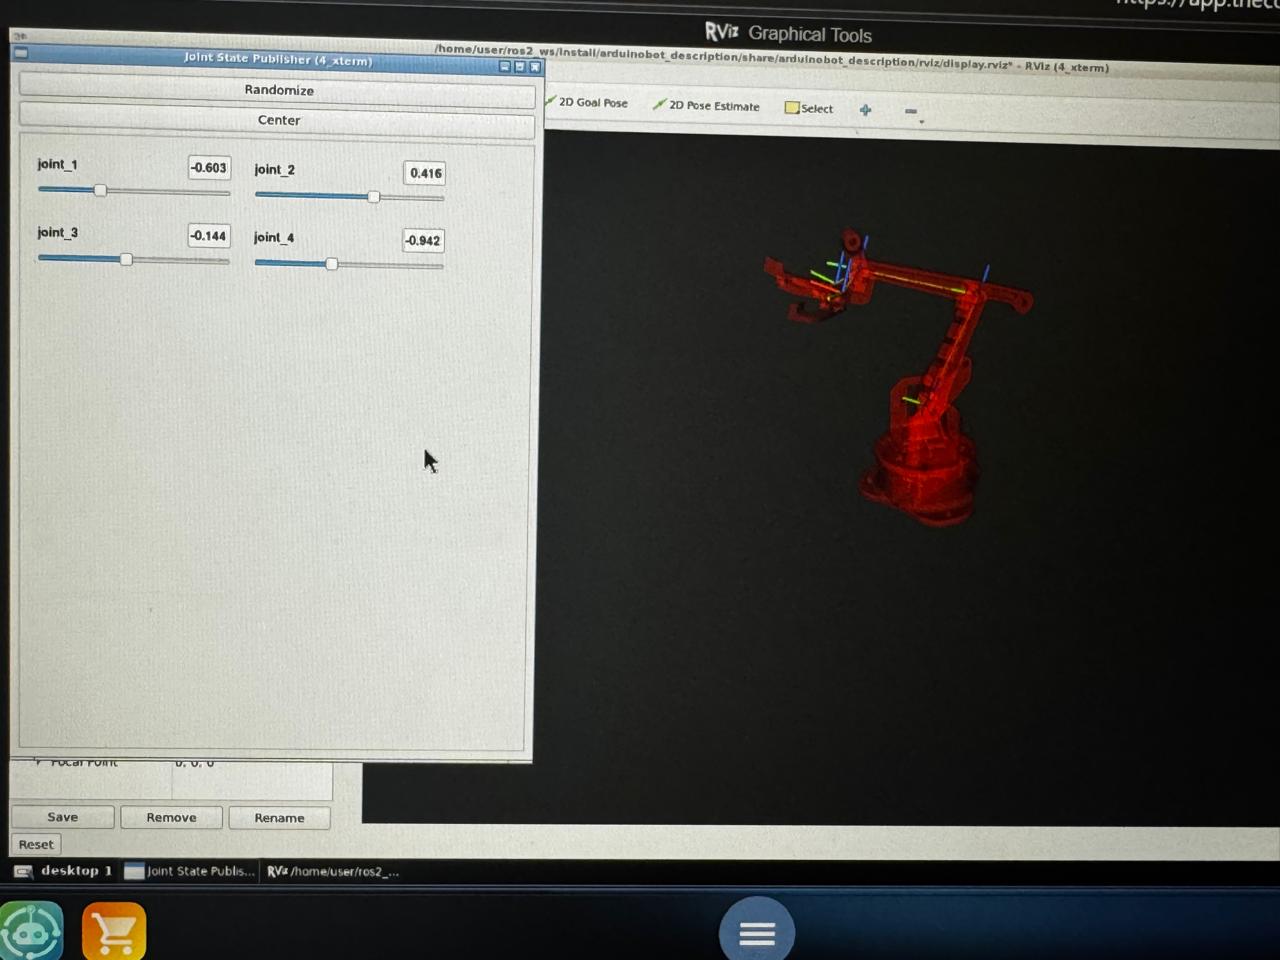 https://app.thec
RViz Graphical Tools
/home/user/ros2_ws/install/arduinobot_description/share/arduinobot_description/rviz/display.rviz* - RViz (4_xterm)
Joint State Publisher (4_xterm)
Randomize
Center
2D Goal Pose
2D Pose Estimate
Select
joint_1 -0.603 joint_2 0.416
joint_3 -0.144 joint_4 -0.942
Focal Point 0; 0; 0
Save Remove Rename
Reset
desktop 1 Joint State Publis... RViz /home/user/ros2_...